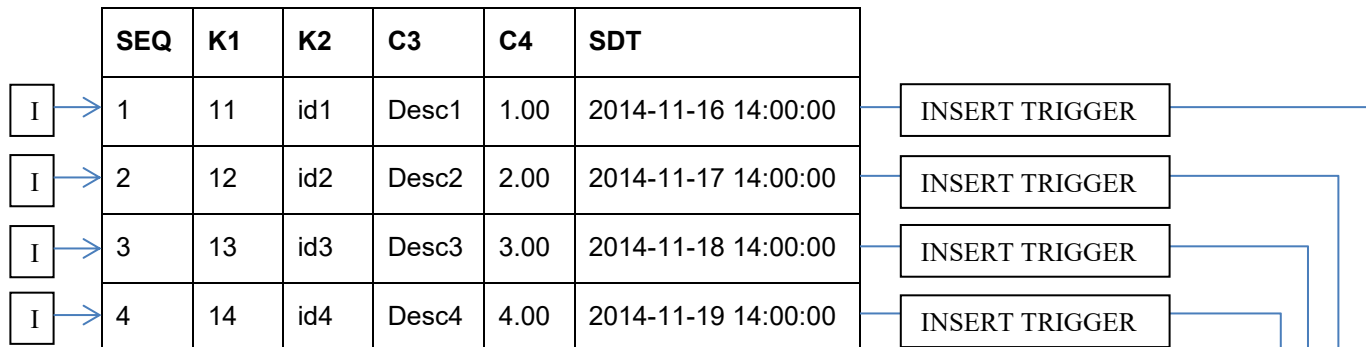 SEQ K1 K2 C3 C4 SDT
I 1 11 id1 Desc1 1.00 2014-11-16 14:00:00 INSERT TRIGGER
I 2 12 id2 Desc2 2.00 2014-11-17 14:00:00 INSERT TRIGGER
I 3 13 id3 Desc3 3.00 2014-11-18 14:00:00 INSERT TRIGGER
I 4 14 id4 Desc4 4.00 2014-11-19 14:00:00 INSERT TRIGGER